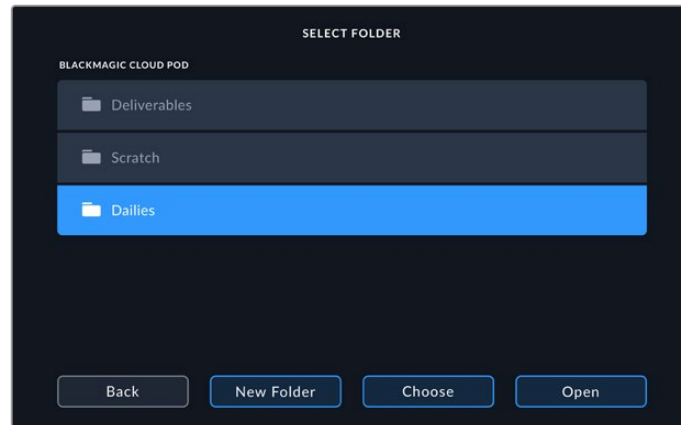 SELECT FOLDER
BLACKMAGIC CLOUD POD
Deliverables
Scratch
Dailies
Back New Folder Choose Open